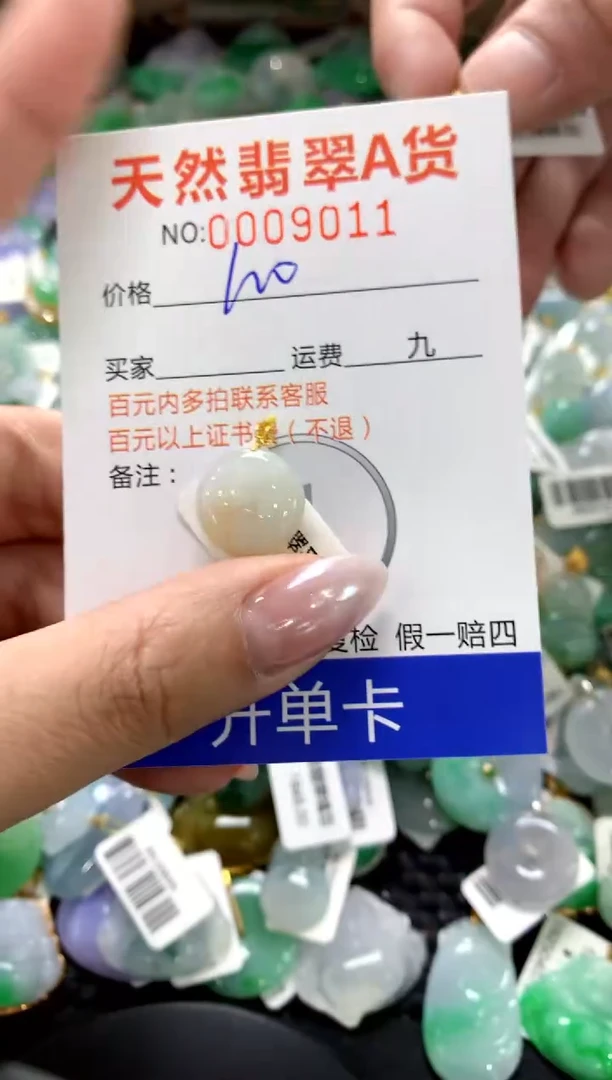 天然翡翠A货
NO:0009011
价格
买家 运费 九
百元内多拍联系客服
百元以上证书 (不退)
备注:
检 假一赔四
开单卡